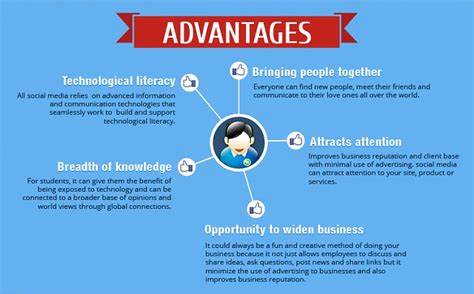 ADVANTAGES
Technological literacy
All social media relies on advanced information
and communication technologies that
seamlessly work to build and support
technological literacy.
Bringing people together
Everyone can find new people, meet their friends and
communicate to their love ones all over the world.
Attracts attention
Improves business reputation and client base
with minimal use of advertising. social media
can attract attention to your site, product or
services.
Breadth of knowledge
For students, it can give them the benefit of
being exposed to technology and can be
connected to a broader base of opinions and
world views through global connections.
Opportunity to widen business
It could always be a fun and creative method of doing your
business because it not just allows employees to discuss and
share ideas, ask questions, post news and share links but it
minimize the use of advertising to businesses and also
improves business reputation.